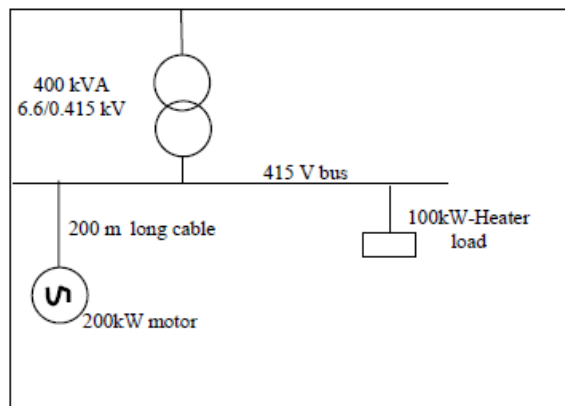 400 kVA
6.6/0.415 kV
415 V bus
200 m long cable
100kW-Heater
load
200kW motor